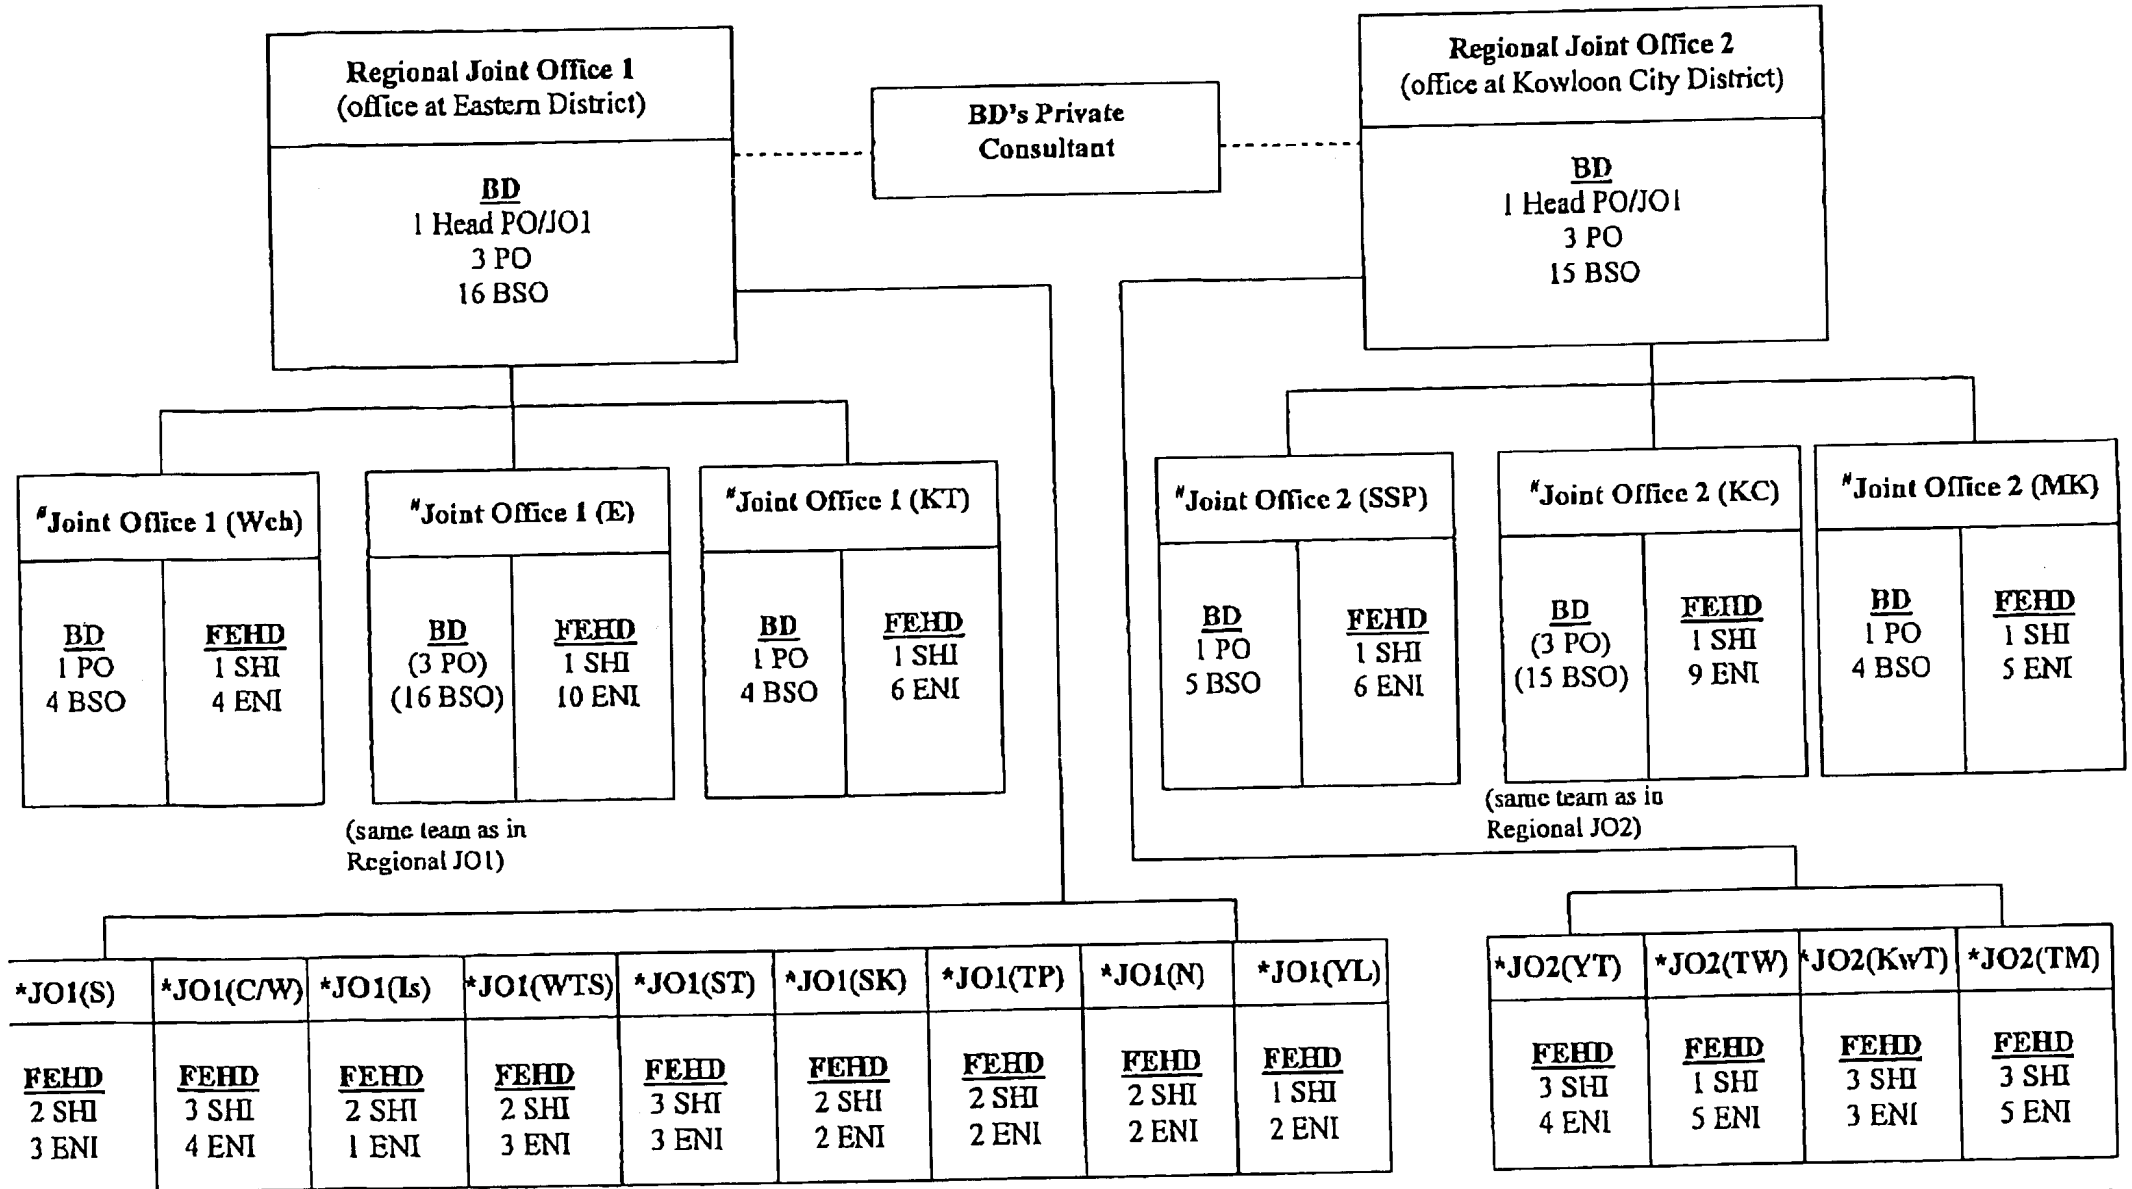 Regional Joint Office 1
(office at Eastern District)
BD
1 Head PO/JO1
3 PO
16 BSO
BD's Private
Consultant
Regional Joint Office 2
(office at Kowloon City District)
BD
1 Head PO/JO1
3 PO
15 BSO
#Joint Office 1 (Wch)
BD
1 PO
4 BSO
FEHD
1 SHI
4 ENI
#Joint Office 1 (E)
BD
(3 PO)
(16 BSO)
FEHD
1 SHI
10 ENI
(same team as in
Regional JO1)
#Joint Office 1 (KT)
BD
1 PO
4 BSO
FEHD
1 SHI
6 ENI
#Joint Office 2 (SSP)
BD
1 PO
5 BSO
FEHD
1 SHI
6 ENI
#Joint Office 2 (KC)
BD
(3 PO)
(15 BSO)
FEHD
1 SHI
9 ENI
(same team as in
Regional JO2)
#Joint Office 2 (MK)
BD
1 PO
4 BSO
FEHD
1 SHI
5 ENI
*JO1(S)
FEHD
2 SHI
3 ENI
*JO1(C/W)
FEHD
3 SHI
4 ENI
*JO1(Is)
FEHD
2 SHI
1 ENI
*JO1(WTS)
FEHD
2 SHI
3 ENI
*JO1(ST)
FEHD
3 SHI
3 ENI
*JO1(SK)
FEHD
2 SHI
2 ENI
*JO1(TP)
FEHD
2 SHI
2 ENI
*JO1(N)
FEHD
2 SHI
2 ENI
*JO1(YL)
FEHD
1 SHI
2 ENI
*JO2(YT)
FEHD
3 SHI
4 ENI
*JO2(TW)
FEHD
1 SHI
5 ENI
*JO2(KwT)
FEHD
3 SHI
3 ENI
*JO2(TM)
FEHD
3 SHI
5 ENI